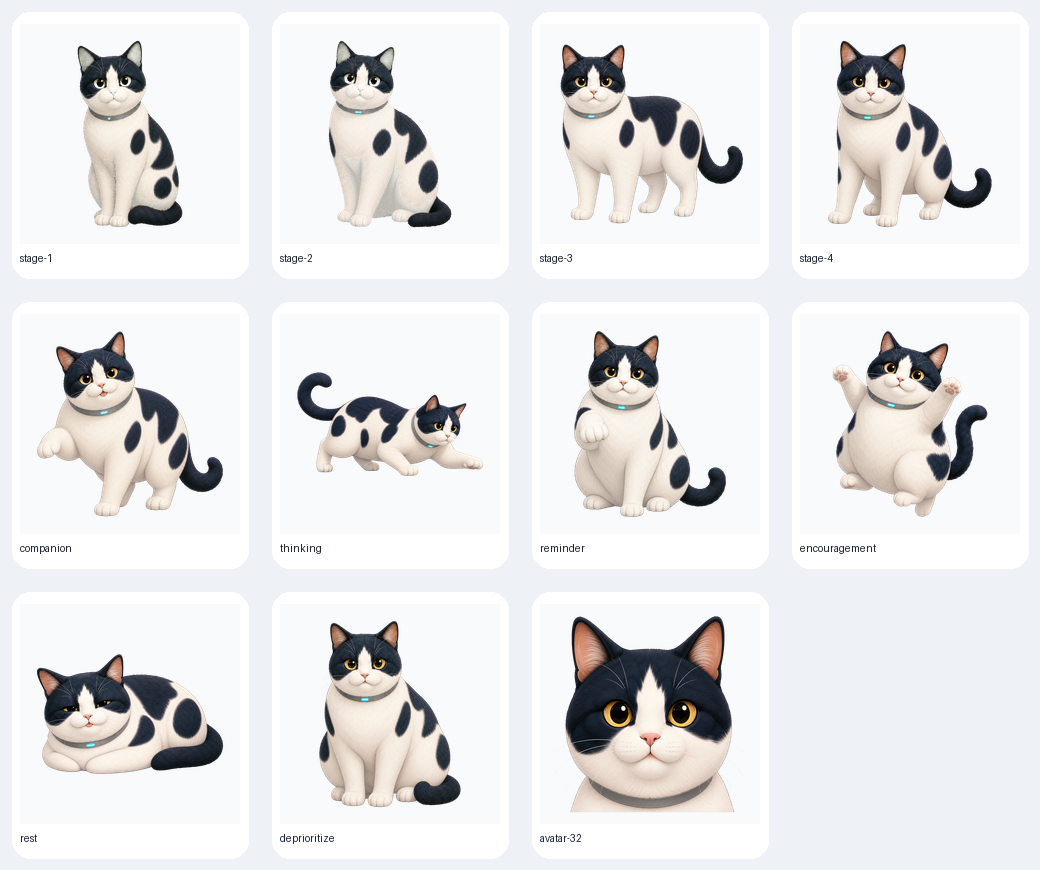 stage-1
stage-2
stage-3
stage-4
companion
thinking
reminder
encouragement
rest
deprioritize
avatar-32